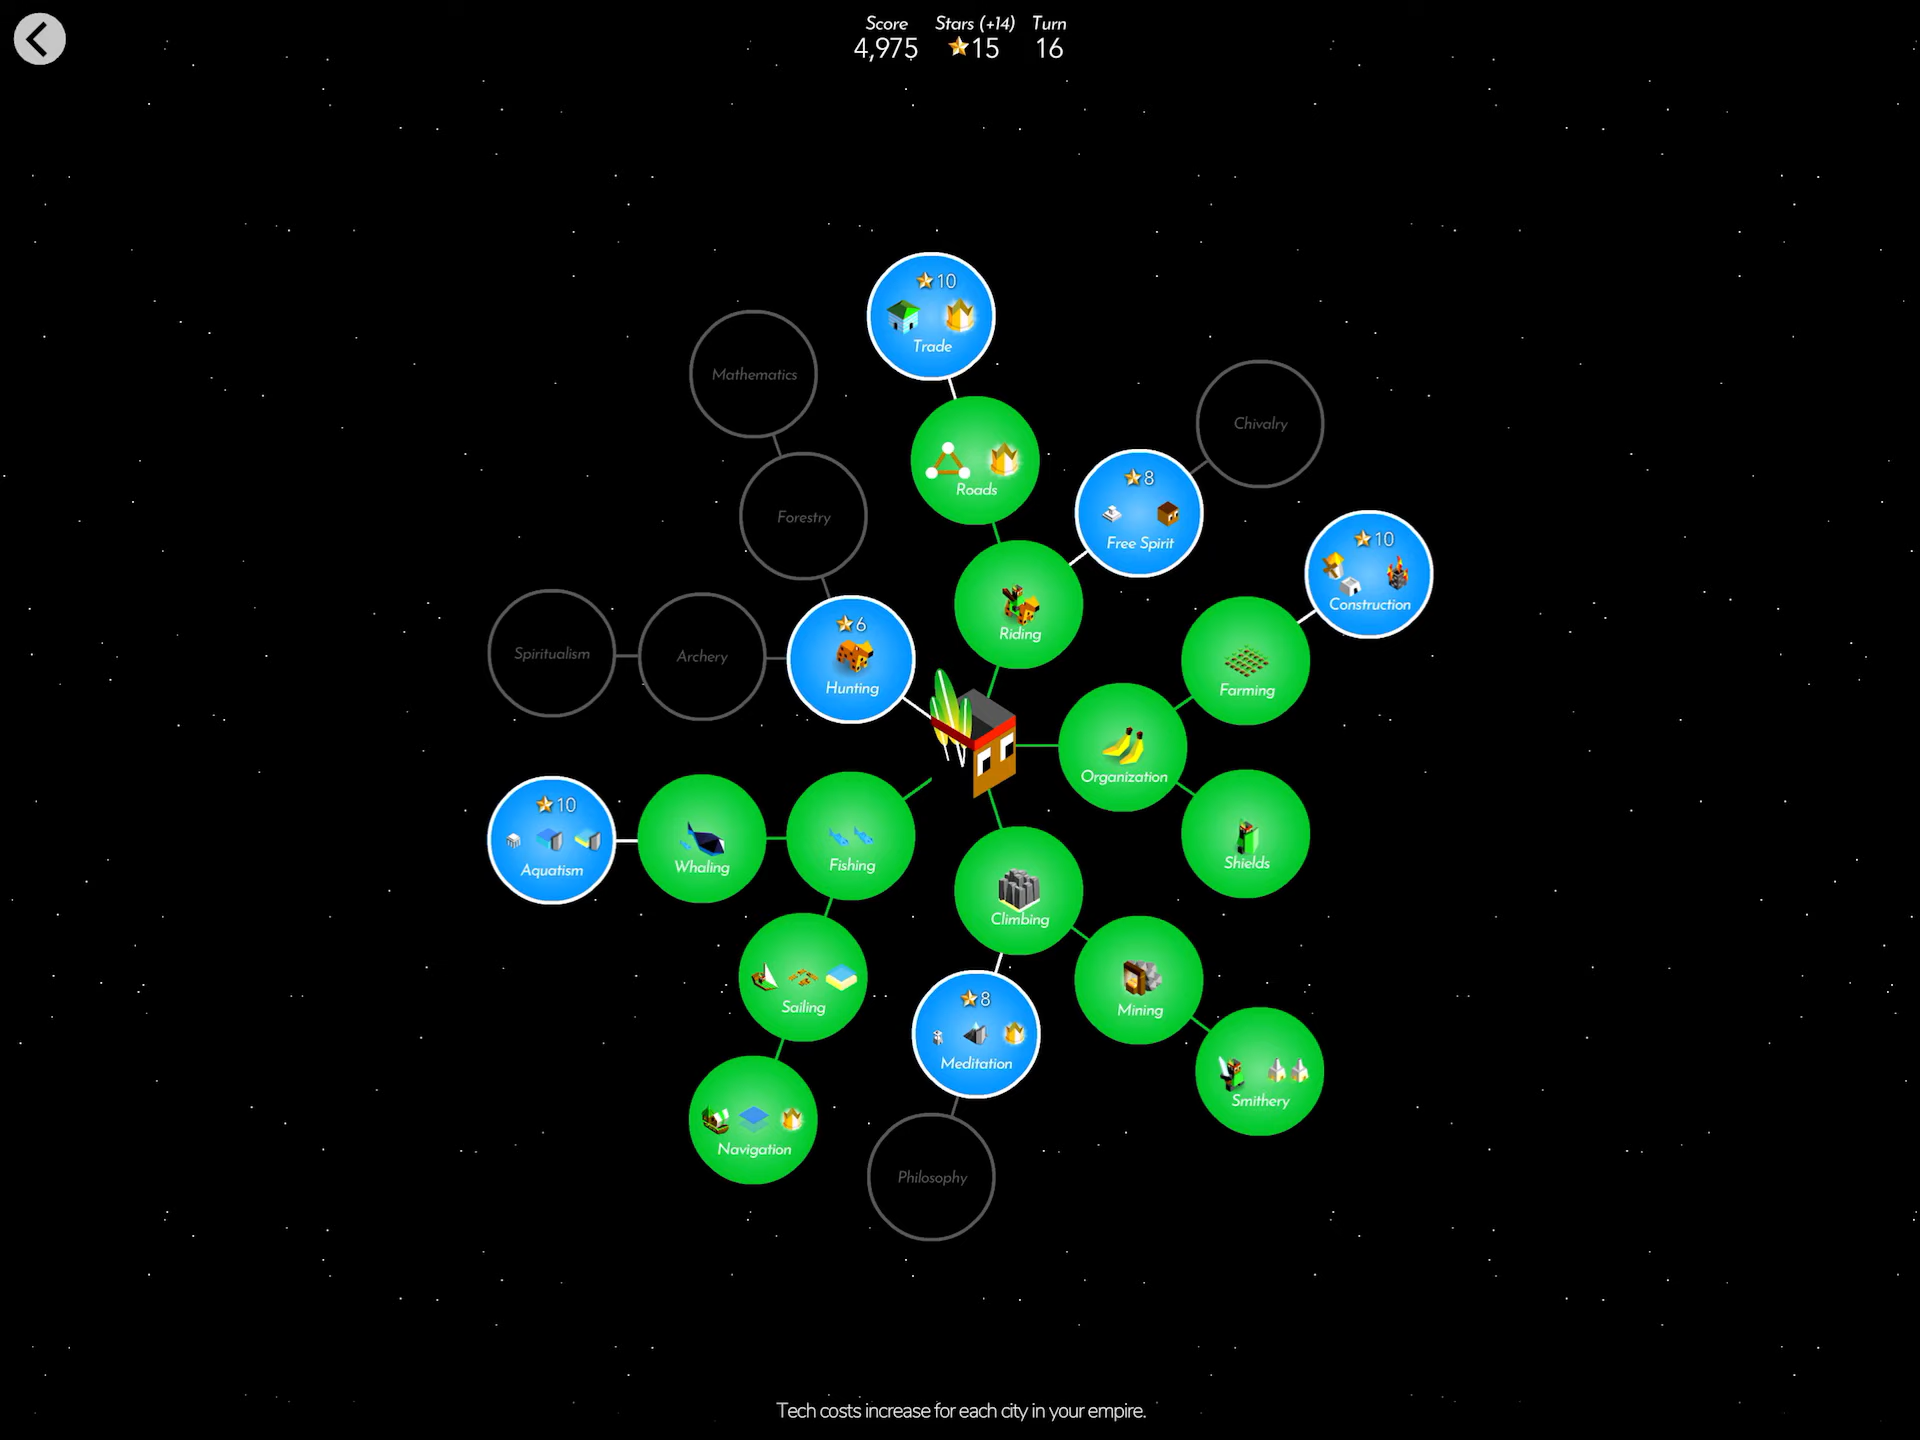 Score Stars (+14) Turn
4,975 15 16
10
Trade
Mathematics
Chivalry
8
Roads
Forestry
Free Spirit
10
Construction
6
Riding
Spiritualism
Archery
Hunting
Farming
Organization
10
Aquatism
Whaling
Fishing
Shields
Climbing
8
Sailing
Mining
Meditation
Smithery
Navigation
Philosophy
Tech costs increase for each city in your empire.